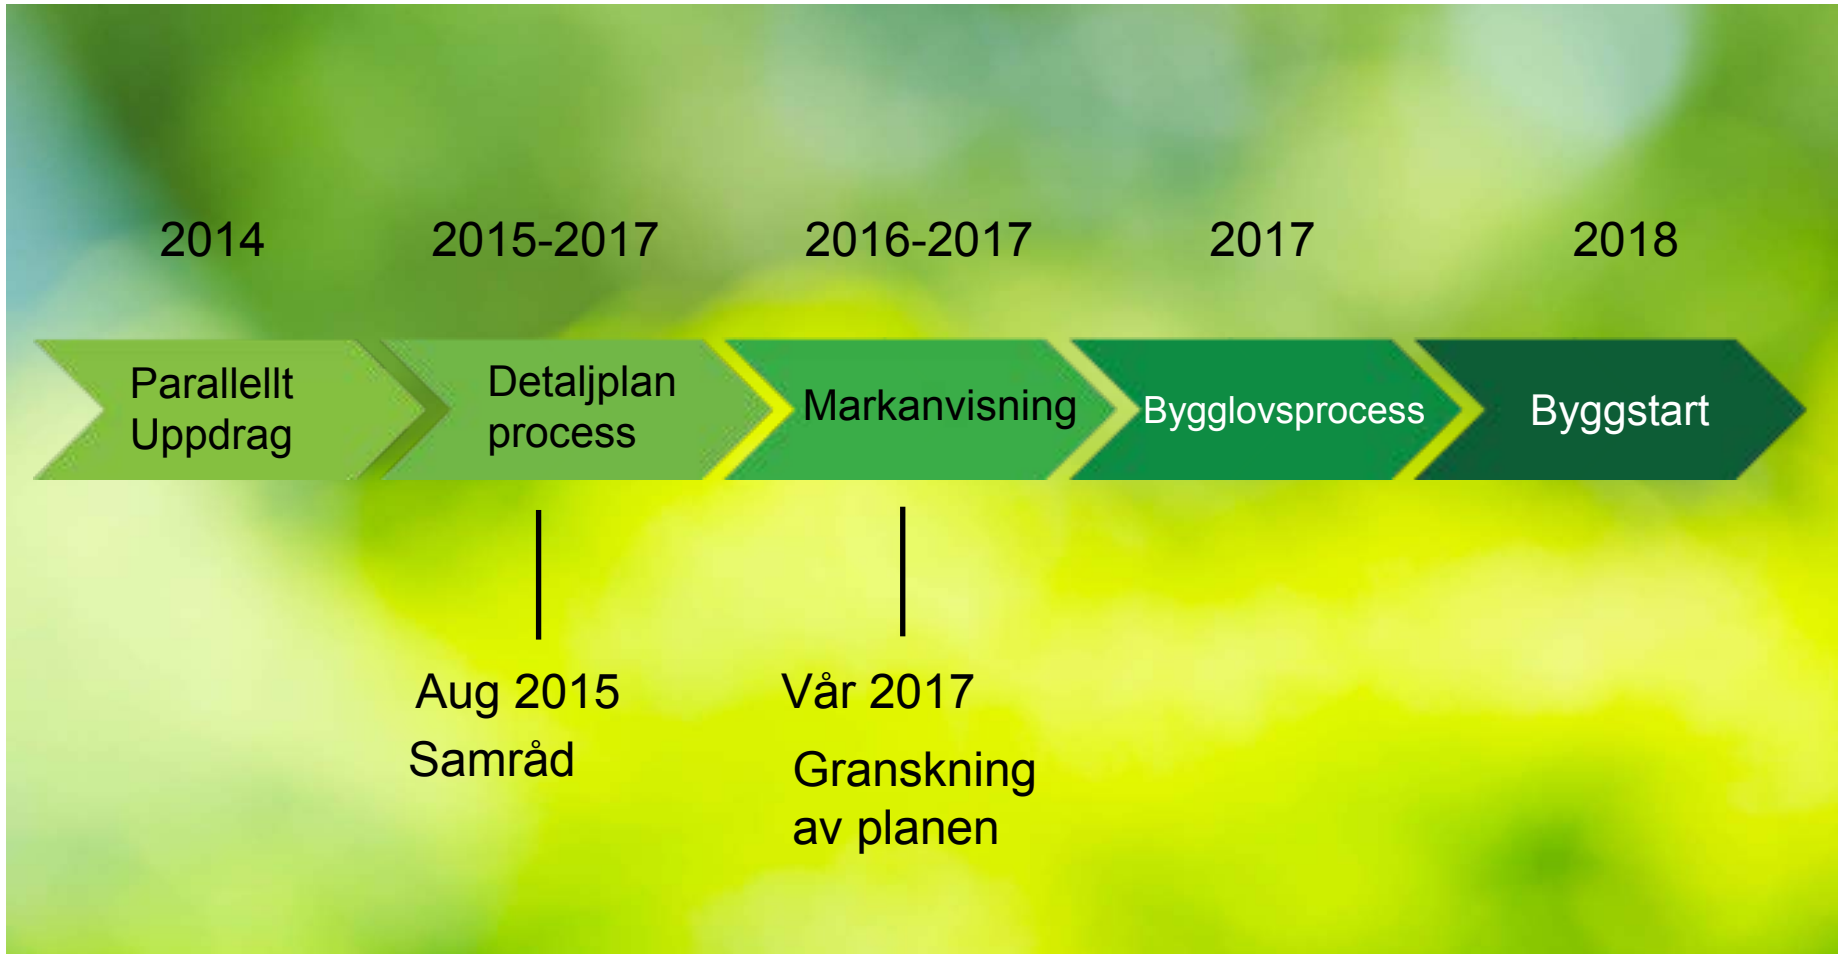 2014
2015-2017
2016-2017
2017
2018
Parallellt
Uppdrag
Detaljplan
process
Markanvisning
Bygglovsprocess
Byggstart
Aug 2015
Samråd
Vår 2017
Granskning
av planen